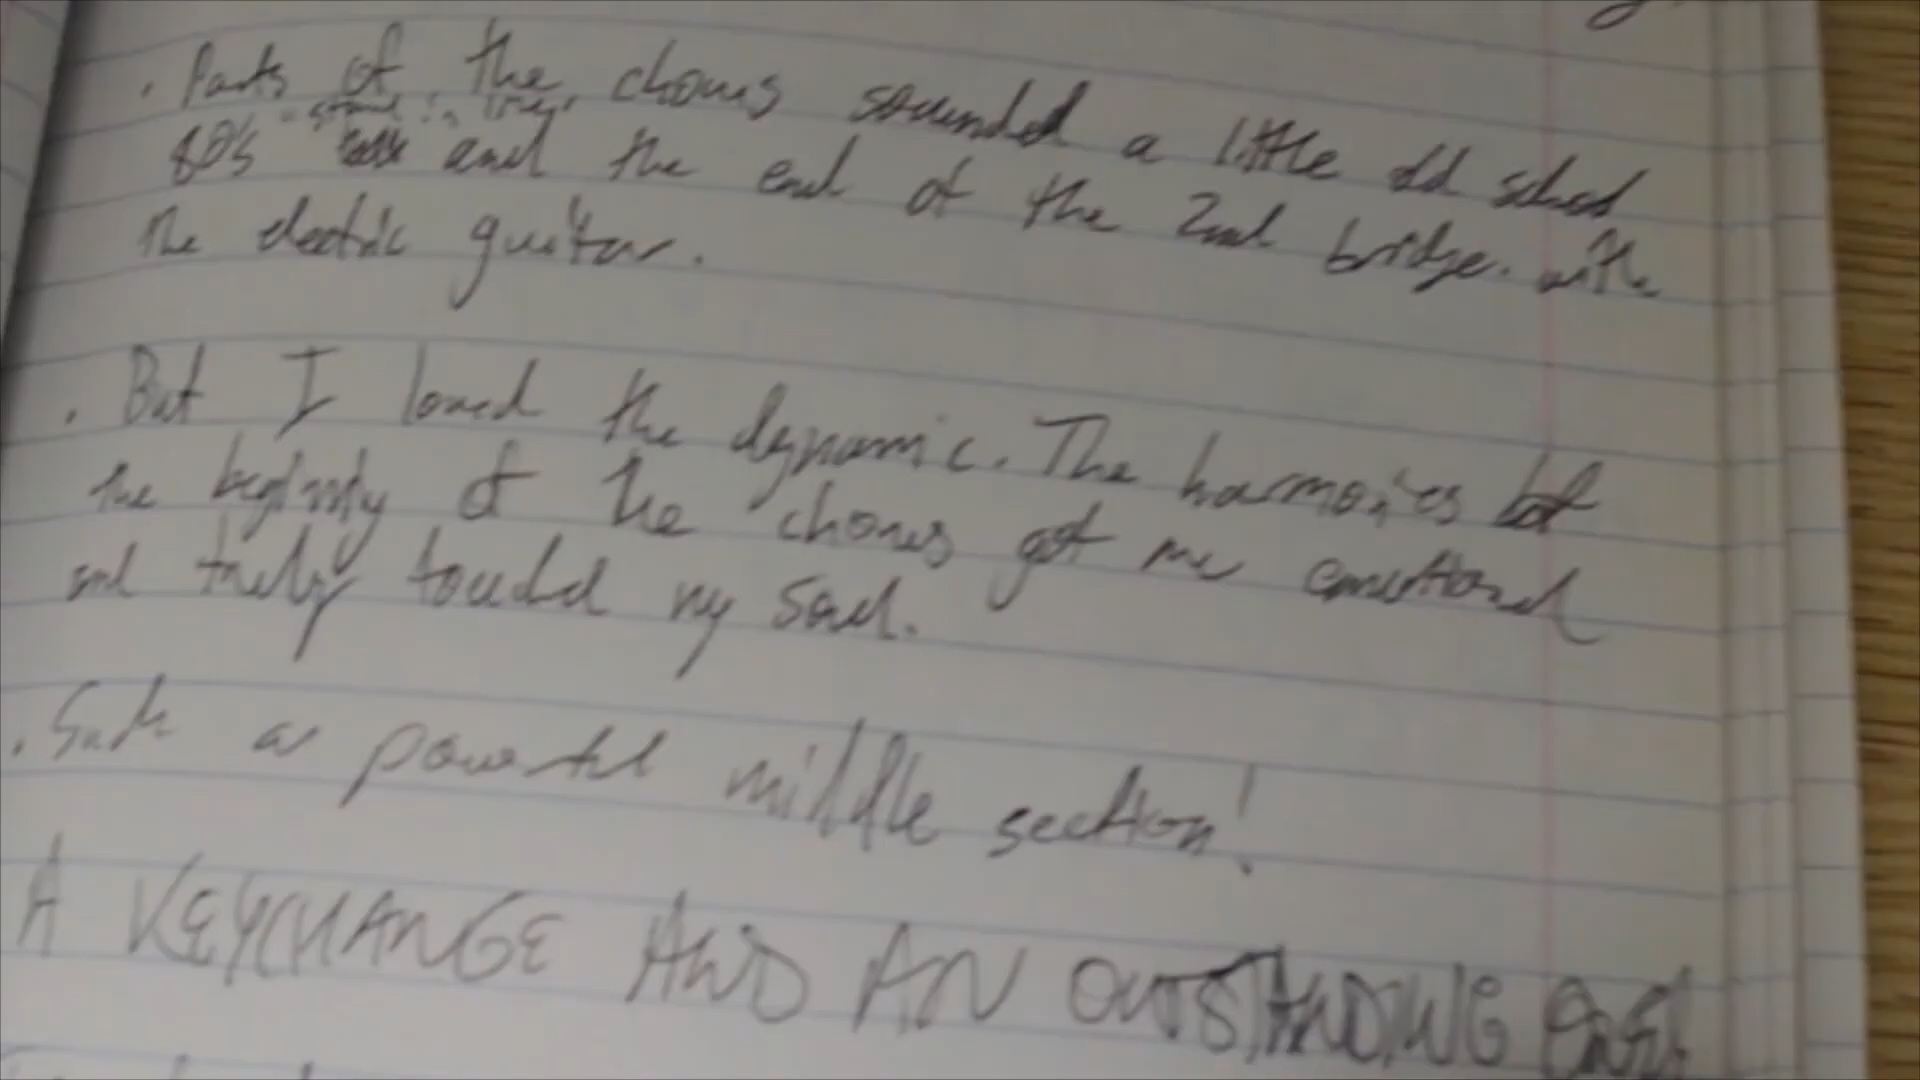 . Parts of the chorus sounded a little old school
80's and the end of the 2nd bridge. with
the electric guitar.
. But I loved the dynamic. The harmonies bot
the beginnig of the chorus got me emotional
and truly touched my soul.
. Such a powerful middle section!
A KEYCHANGE AND AN OUTSTANDING